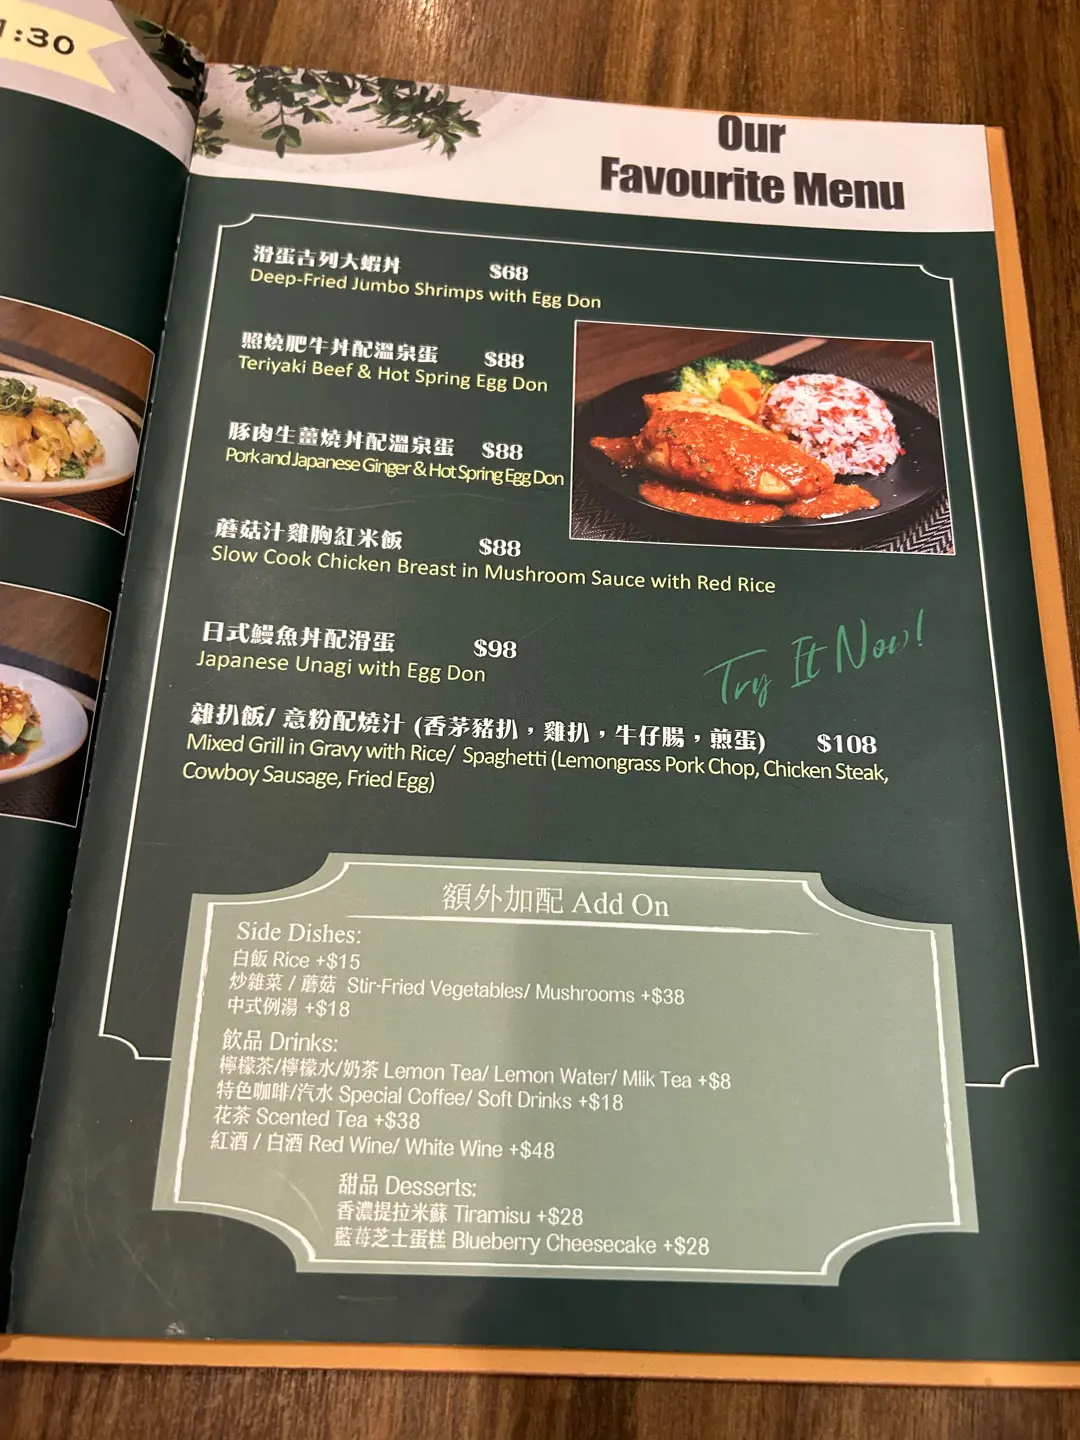 1:30
Our
Favourite Menu
滑蛋吉列大蝦丼 $68
Deep-Fried Jumbo Shrimps with Egg Don
照燒肥牛丼配溫泉蛋 $88
Teriyaki Beef & Hot Spring Egg Don
豚肉生薑燒丼配溫泉蛋 $88
Pork and Japanese Ginger & Hot Spring Egg Don
蘑菇汁雞胸紅米飯 $88
Slow Cook Chicken Breast in Mushroom Sauce with Red Rice
日式鰻魚丼配滑蛋 $98
Japanese Unagi with Egg Don
Try It Now!
雜扒飯/ 意粉配燒汁 (香茅豬扒，雞扒，牛仔腸，煎蛋) $108
Mixed Grill in Gravy with Rice/ Spaghetti (Lemongrass Pork Chop, Chicken Steak,
Cowboy Sausage, Fried Egg)
額外加配 Add On
Side Dishes:
白飯 Rice +$15
炒雜菜 / 蘑菇 Stir-Fried Vegetables/ Mushrooms +$38
中式例湯 +$18
飲品 Drinks:
檸檬茶/檸檬水/奶茶 Lemon Tea/ Lemon Water/ Mlik Tea +$8
特色咖啡/汽水 Special Coffee/ Soft Drinks +$18
花茶 Scented Tea +$38
紅酒 / 白酒 Red Wine/ White Wine +$48
甜品 Desserts:
香濃提拉米蘇 Tiramisu +$28
藍莓芝士蛋糕 Blueberry Cheesecake +$28